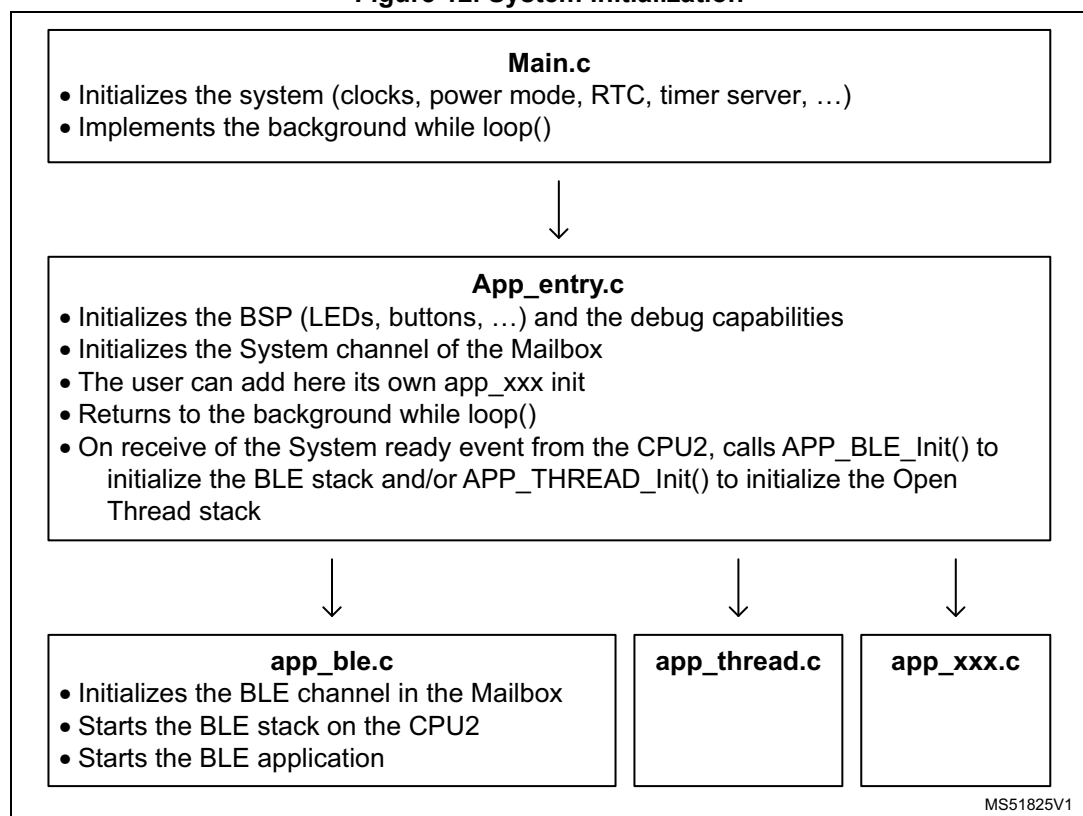 Figure 12. System initialization
Main.c
• Initializes the system (clocks, power mode, RTC, timer server, …)
• Implements the background while loop()
App_entry.c
• Initializes the BSP (LEDs, buttons, …) and the debug capabilities
• Initializes the System channel of the Mailbox
• The user can add here its own app_xxx init
• Returns to the background while loop()
• On receive of the System ready event from the CPU2, calls APP_BLE_Init() to
initialize the BLE stack and/or APP_THREAD_Init() to initialize the Open
Thread stack
app_ble.c
• Initializes the BLE channel in the Mailbox
• Starts the BLE stack on the CPU2
• Starts the BLE application
app_thread.c
app_xxx.c
MS51825V1